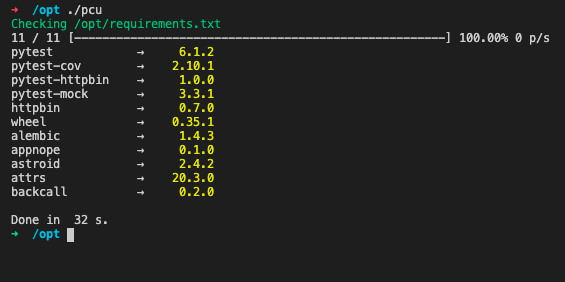 ➜ /opt ./pcu
Checking /opt/requirements.txt
11 / 11 [-----------------------------------------------------] 100.00% 0 p/s
pytest → 6.1.2
pytest-cov → 2.10.1
pytest-httpbin → 1.0.0
pytest-mock → 3.3.1
httpbin → 0.7.0
wheel → 0.35.1
alembic → 1.4.3
appnope → 0.1.0
astroid → 2.4.2
attrs → 20.3.0
backcall → 0.2.0
Done in 32 s.
➜ /opt